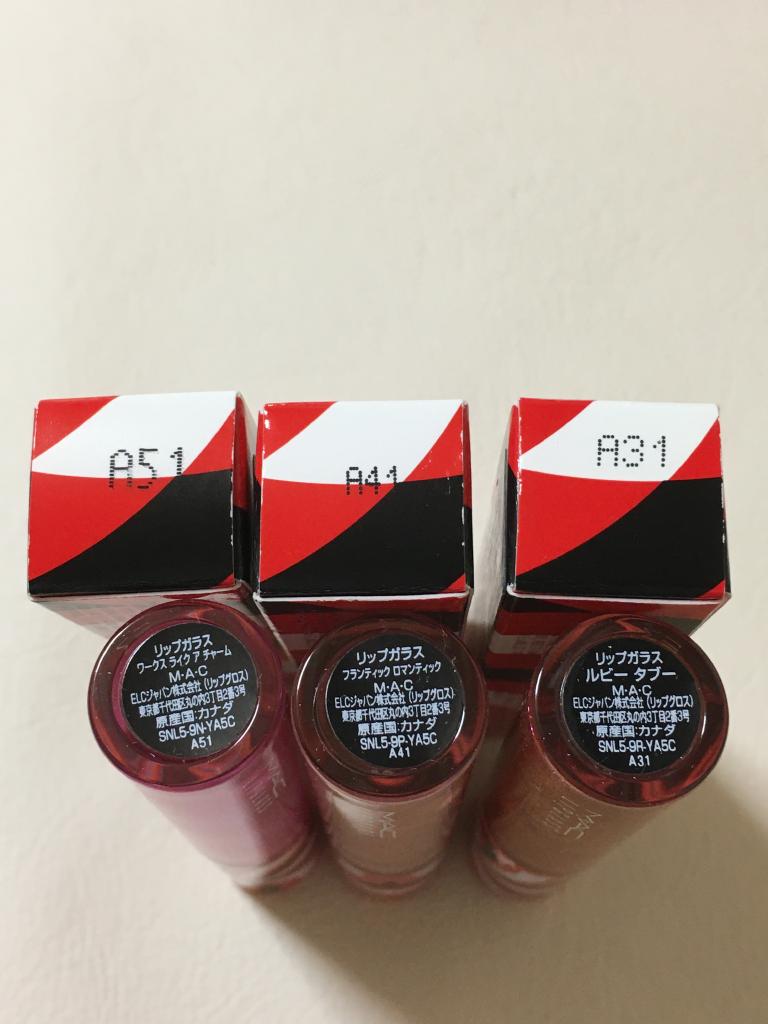 A51
A41
A31
リップガラス
ワークス ライク ア チャーム
M·A·C
ELCジャパン株式会社(リップグロス)
東京都千代田区丸の内3丁目2番3号
原産国:カナダ
SNL5-9N-YA5C
A51
リップガラス
フランティック ロマンティック
M·A·C
ELCジャパン株式会社(リップグロス)
東京都千代田区丸の内3丁目2番3号
原産国:カナダ
SNL5-9P-YA5C
A41
リップガラス
ルビー タブー
M·A·C
ELCジャパン株式会社(リップグロス)
東京都千代田区丸の内3丁目2番3号
原産国:カナダ
SNL5-9R-YA5C
A31
MAC
MAC
MAC